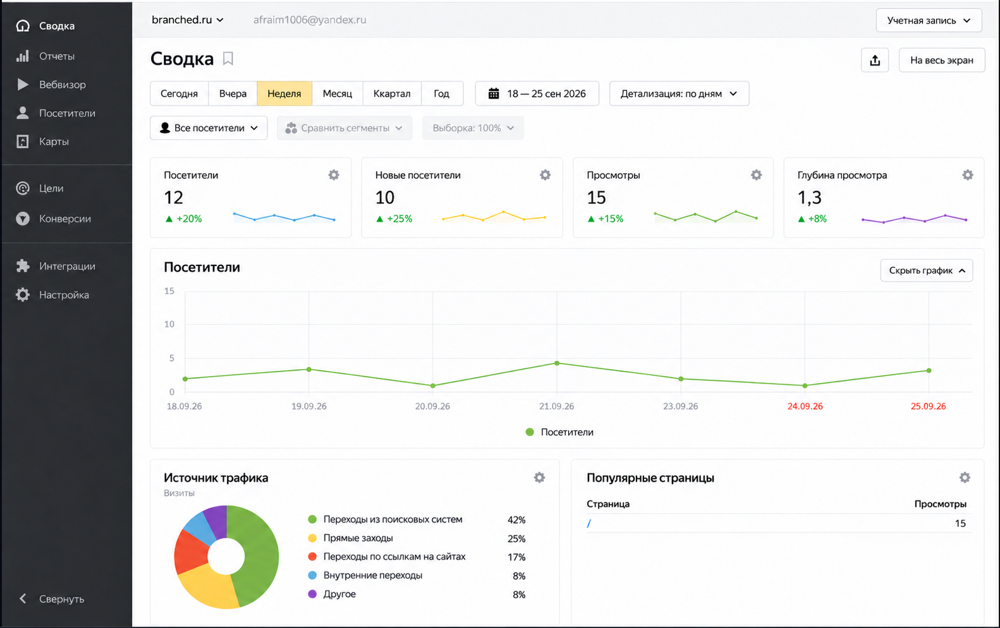 Сводка
Отчеты
Вебвизор
Посетители
Карты
Цели
Конверсии
Интеграции
Настройка
Свернуть
branched.ru
afraim1006@yandex.ru
Учетная запись
Сводка
На весь экран
Сегодня Вчера Неделя Месяц Ккартал Год
18 — 25 сен 2026
Детализация: по дням
Все посетители
Сравнить сегменты
Выборка: 100%
Посетители
12
+20%
Новые посетители
10
+25%
Просмотры
15
+15%
Глубина просмотра
1,3
+8%
Посетители
Скрыть график
15
10
5
0
18.09.26 19.09.26 20.09.26 21.09.26 23.09.26 24.09.26 25.09.26
Посетители
Источник трафика
Визиты
Переходы из поисковых систем 42%
Прямые заходы 25%
Переходы по ссылкам на сайтах 17%
Внутренние переходы 8%
Другое 8%
Популярные страницы
Страница Просмотры
/ 15